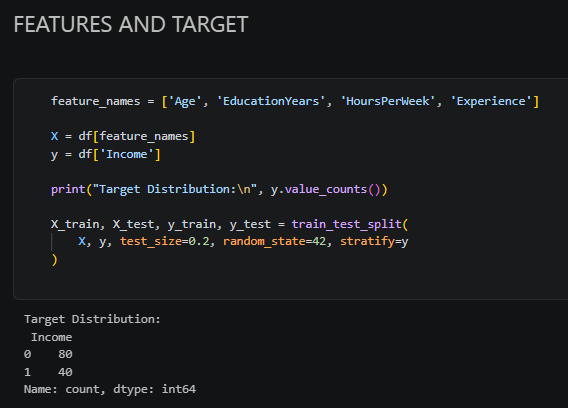 FEATURES AND TARGET
feature_names = ['Age', 'EducationYears', 'HoursPerWeek', 'Experience']
X = df[feature_names]
y = df['Income']
print("Target Distribution:\n", y.value_counts())
X_train, X_test, y_train, y_test = train_test_split(
    X, y, test_size=0.2, random_state=42, stratify=y
)
Target Distribution:
 Income
0    80
1    40
Name: count, dtype: int64